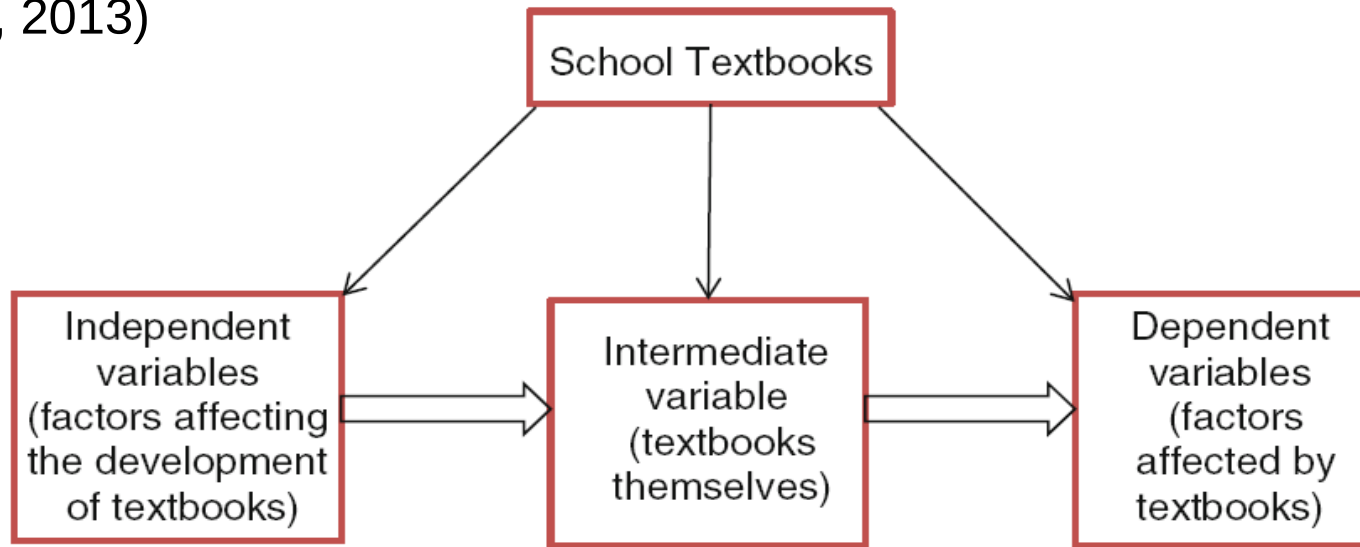 , 2013)
School Textbooks
Independent
variables
(factors affecting
the development
of textbooks)
Intermediate
variable
(textbooks
themselves)
Dependent
variables
(factors
affected by
textbooks)